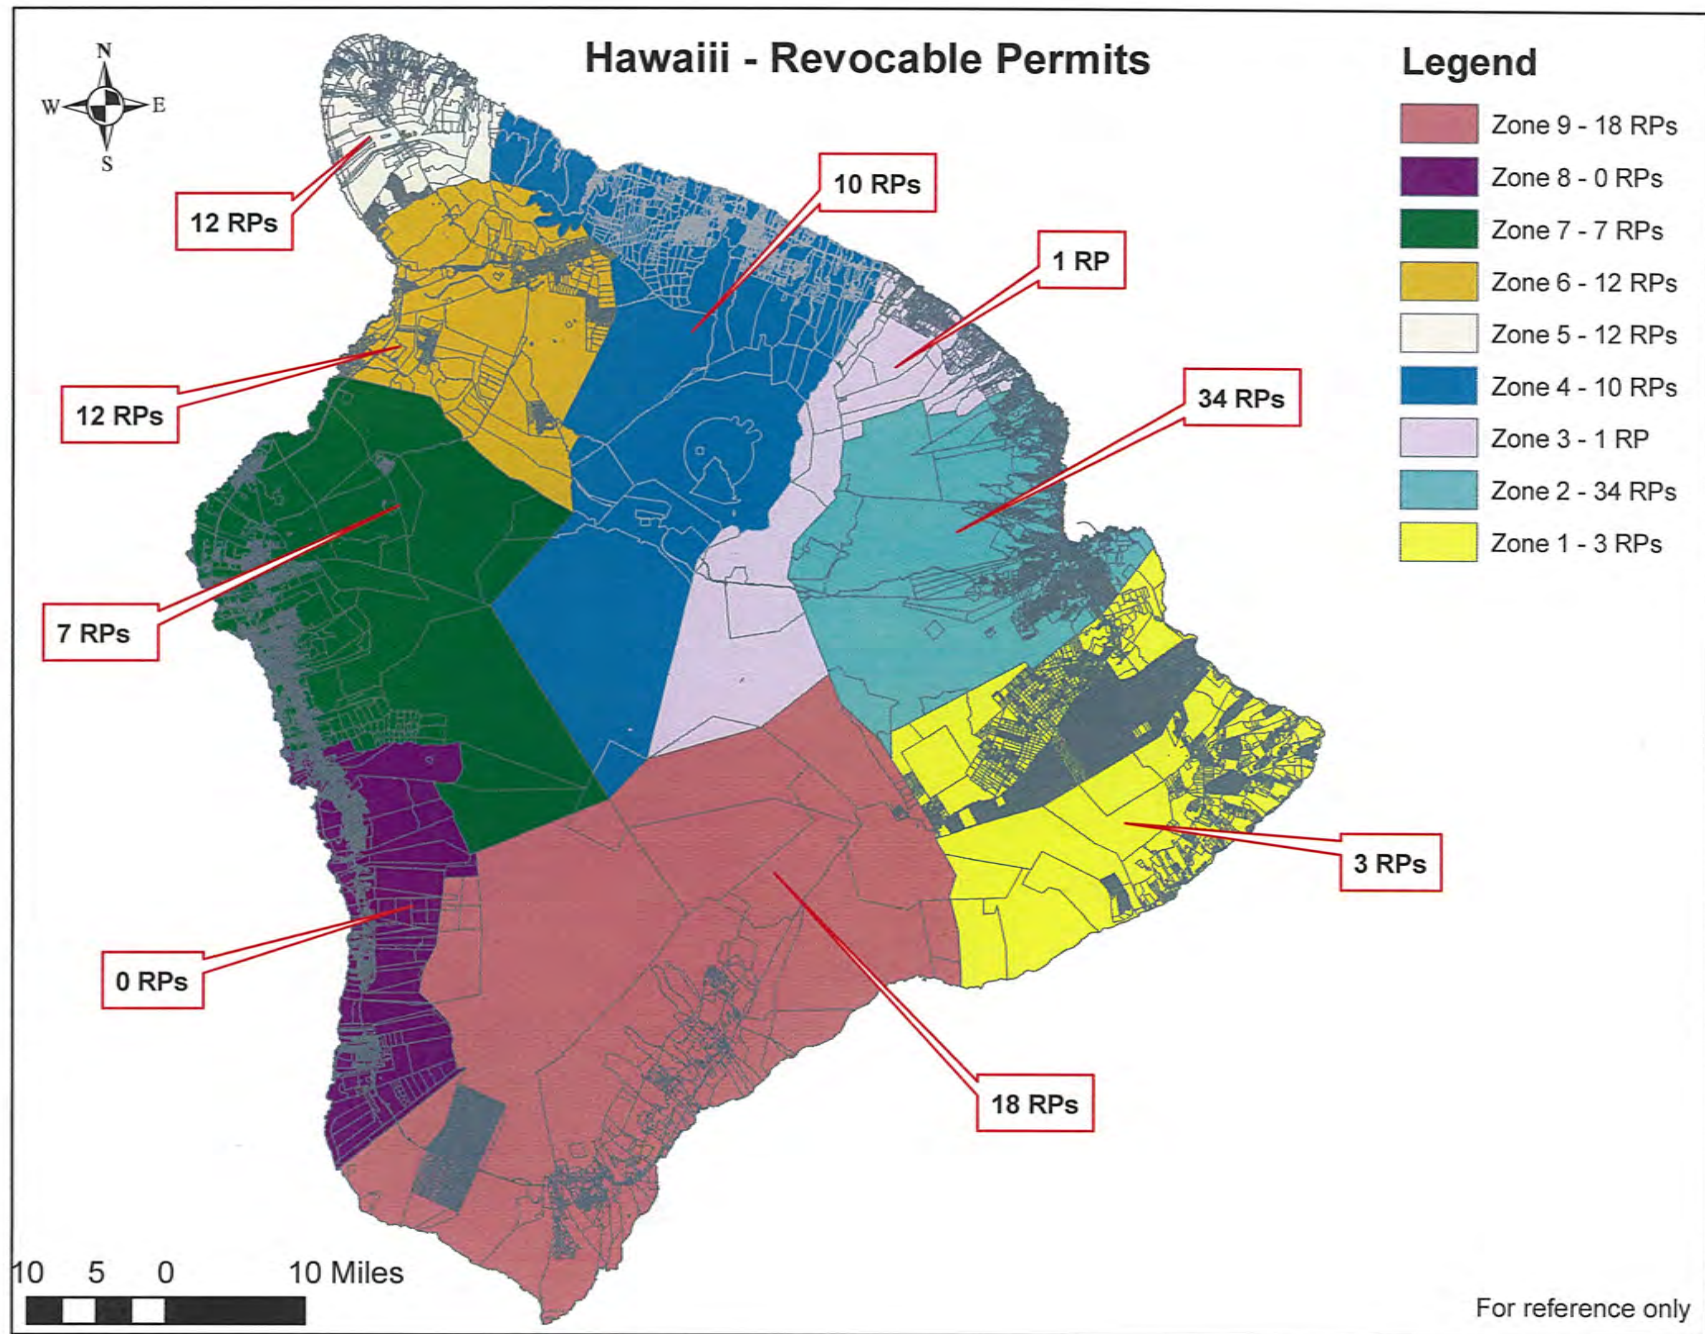 Hawaiii - Revocable Permits
N
W
E
S
Legend
Zone 9 - 18 RPs
Zone 8 - 0 RPs
Zone 7 - 7 RPs
Zone 6 - 12 RPs
Zone 5 - 12 RPs
Zone 4 - 10 RPs
Zone 3 - 1 RP
Zone 2 - 34 RPs
Zone 1 - 3 RPs
12 RPs
10 RPs
1 RP
12 RPs
34 RPs
7 RPs
3 RPs
0 RPs
18 RPs
10 5 0 10 Miles
For reference only